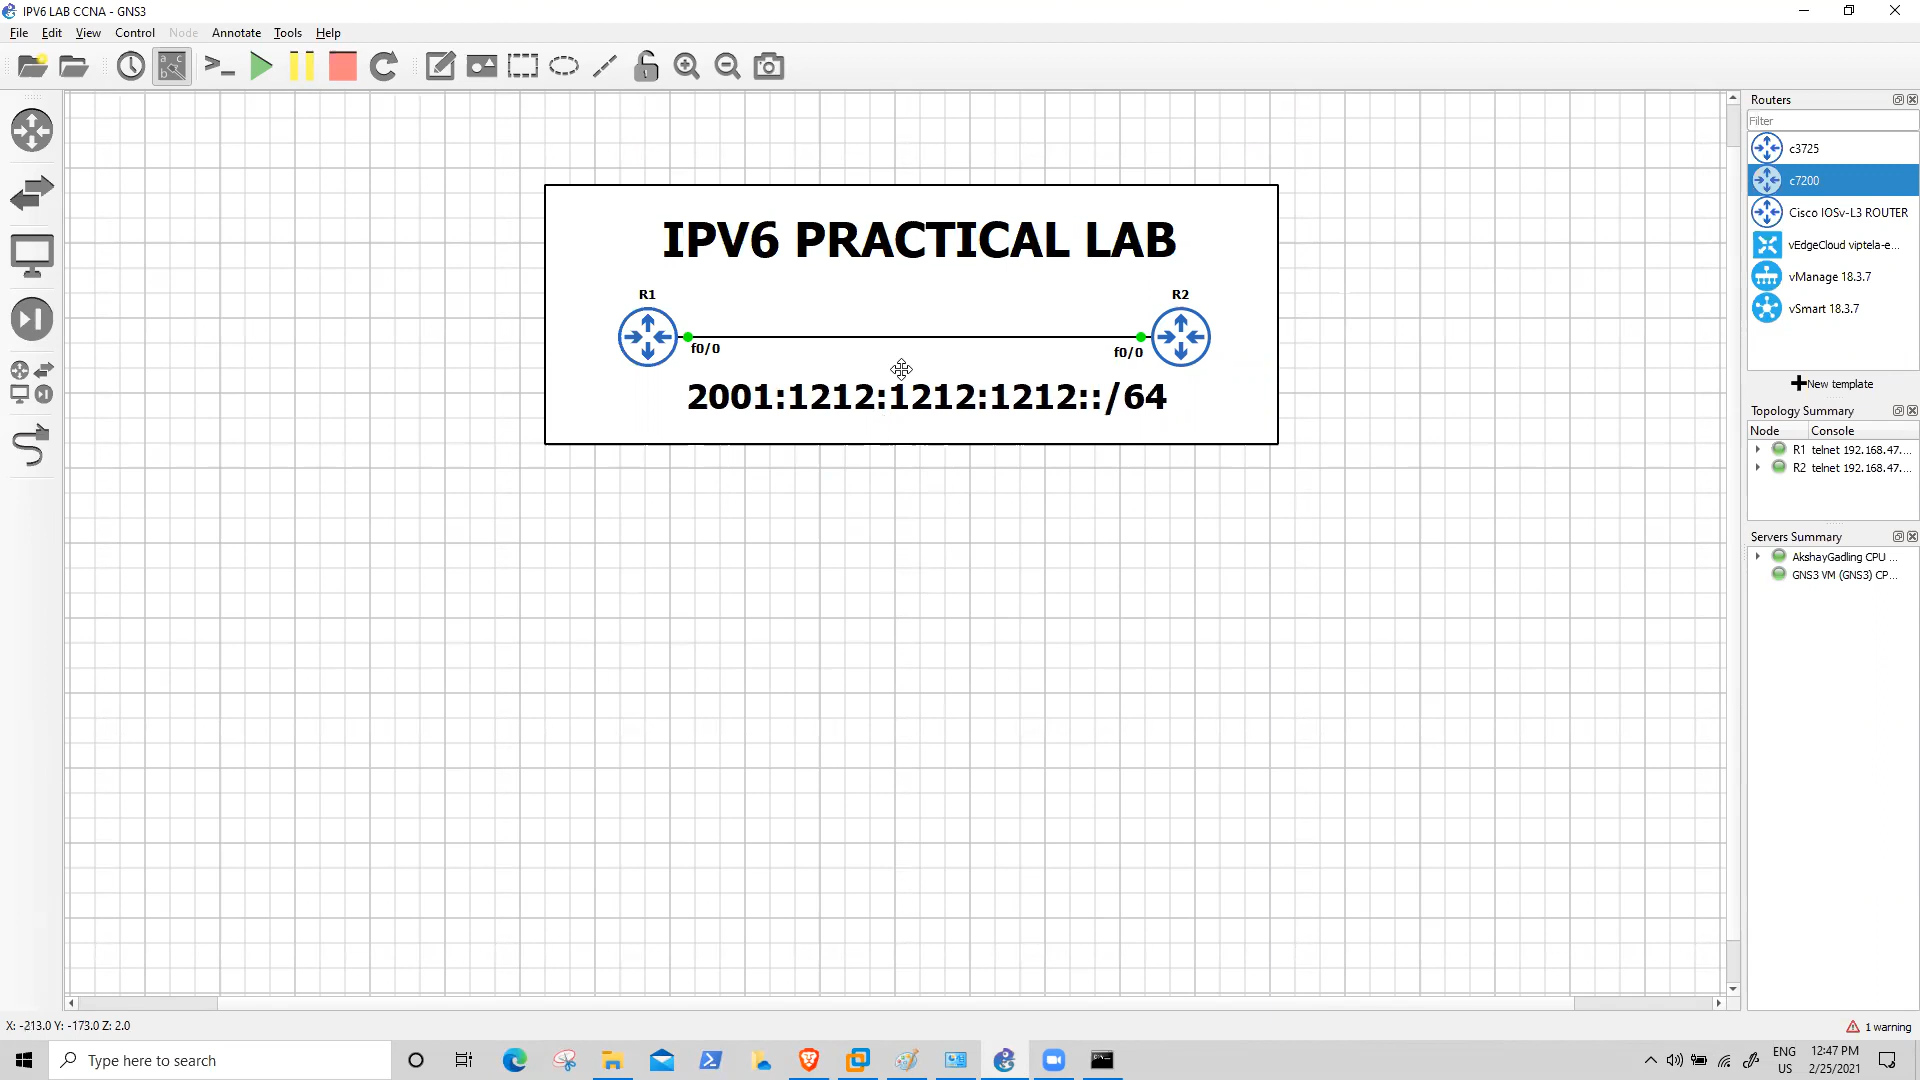 IPV6 LAB CCNA - GNS3
File Edit View Control Node Annotate Tools Help
Routers
Filter
c3725
c7200
Cisco IOSv-L3 ROUTER
vEdgeCloud viptela-e...
vManage 18.3.7
vSmart 18.3.7
New template
Topology Summary
Node Console
R1 telnet 192.168.47....
R2 telnet 192.168.47....
Servers Summary
AkshayGadling CPU ...
GNS3 VM (GNS3) CP...
IPV6 PRACTICAL LAB
R1 R2
f0/0 f0/0
2001:1212:1212:1212::/64
X: -213.0 Y: -173.0 Z: 2.0
1 warning
Type here to search
ENG
US
12:47 PM
2/25/2021